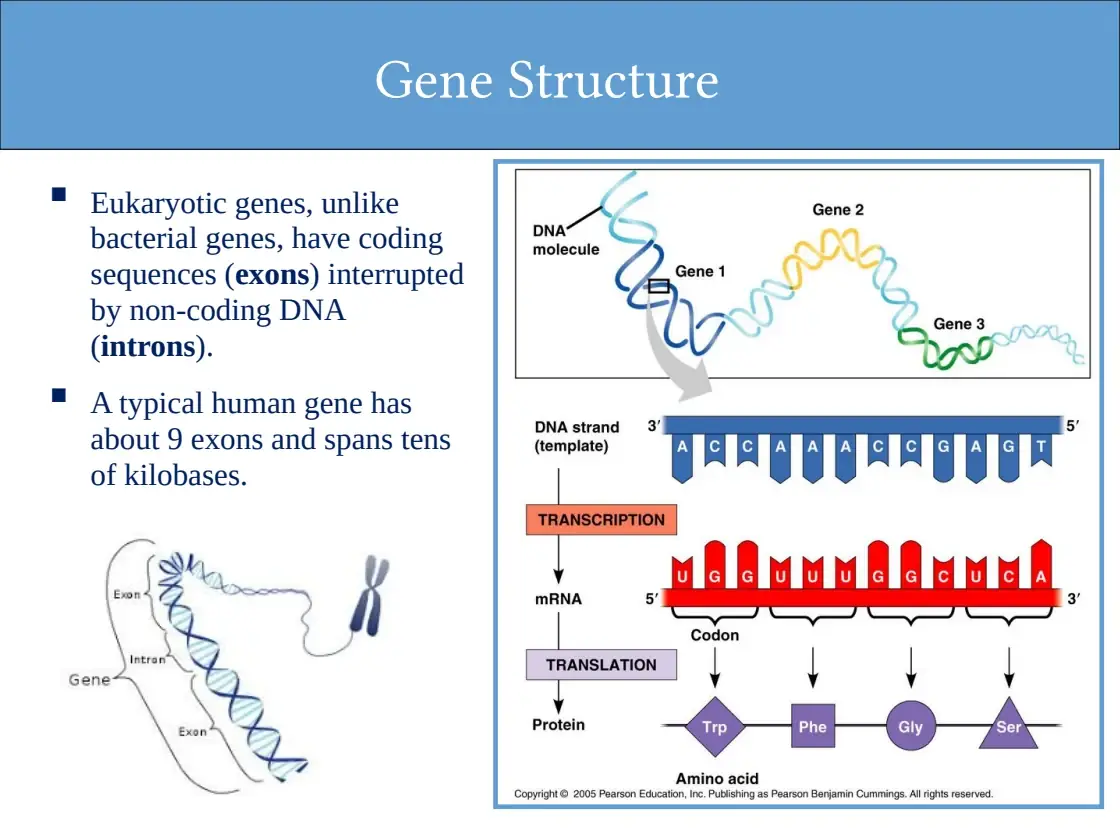 Gene Structure
Eukaryotic genes, unlike
bacterial genes, have coding
sequences (exons) interrupted
by non-coding DNA
(introns).
A typical human gene has
about 9 exons and spans tens
of kilobases.
Exon
Intron
Gene
Exon
DNA
molecule
Gene 1
Gene 2
Gene 3
DNA strand
(template)
3′ 5′
A C C A A A C C G A G T
TRANSCRIPTION
U G G U U U G G C U C A
mRNA
5′ 3′
Codon
TRANSLATION
Protein
Trp Phe Gly Ser
Amino acid
Copyright © 2005 Pearson Education, Inc. Publishing as Pearson Benjamin Cummings. All rights reserved.